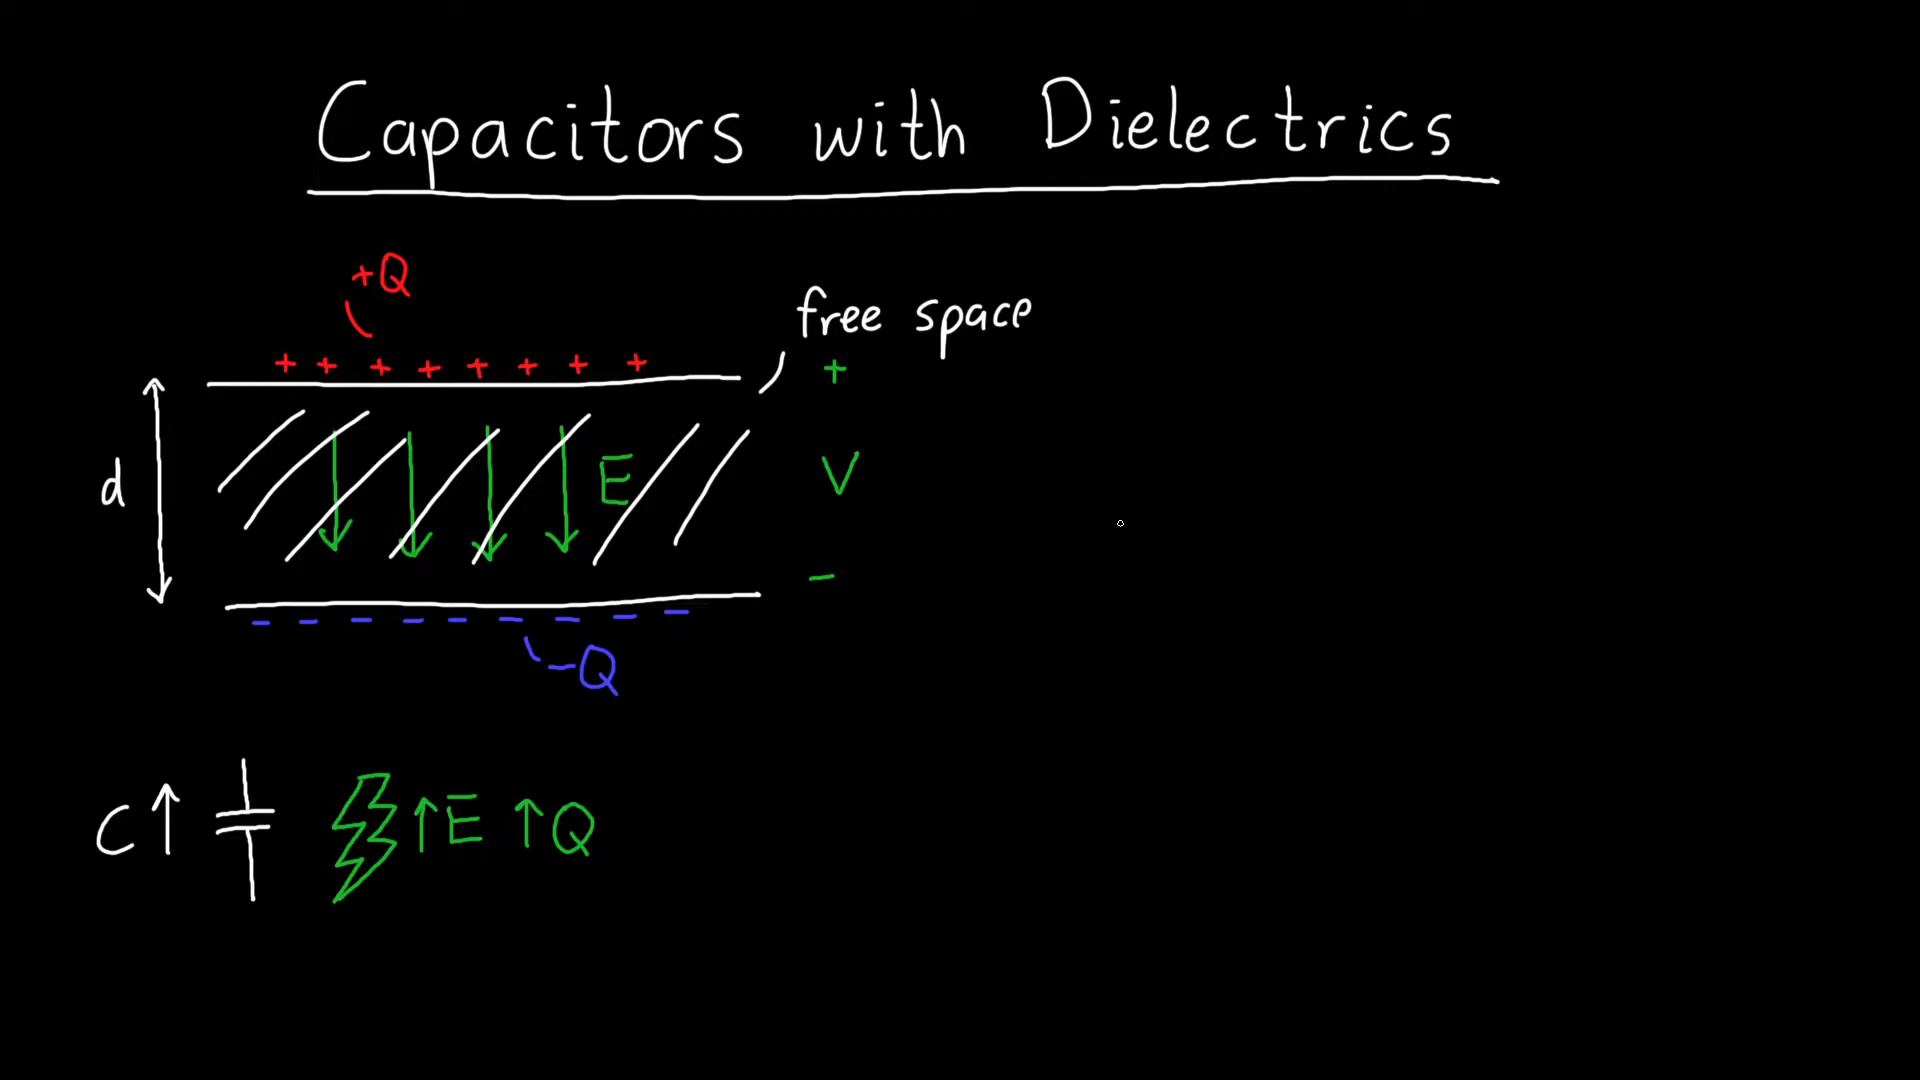 Capacitors with Dielectrics
+Q
free space
+ + + + + + + +
+
d
E
V
-
- - - - - - - - -
-Q
C↑ ↑E ↑Q